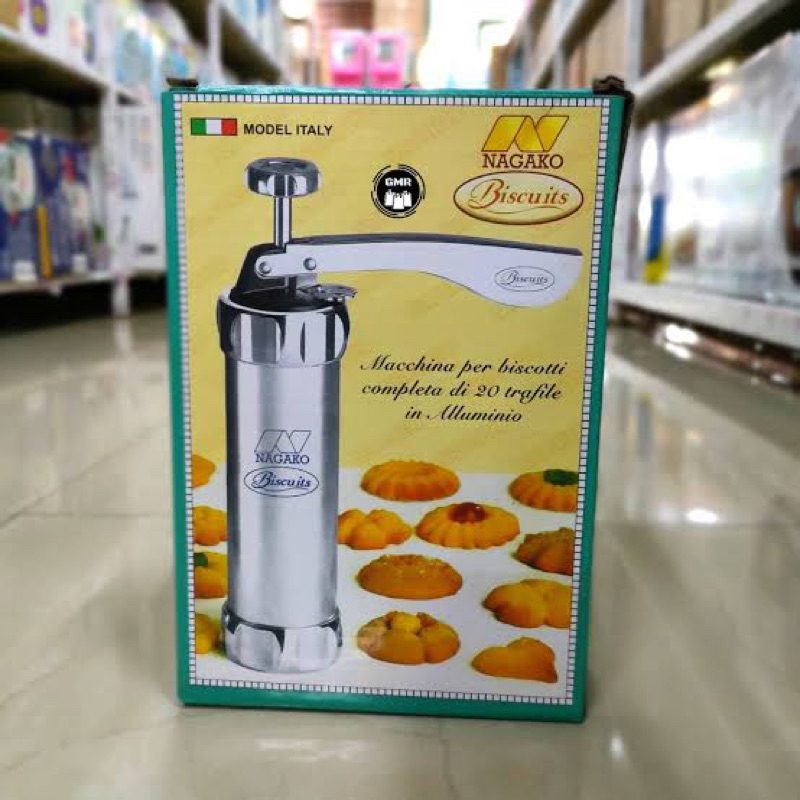 MODEL ITALY
NAGAKO
Biscuits
GMR
Biscuits
Macchina per biscotti
completa di 20 trafile
in Alluminio
NAGAKO
Biscuits